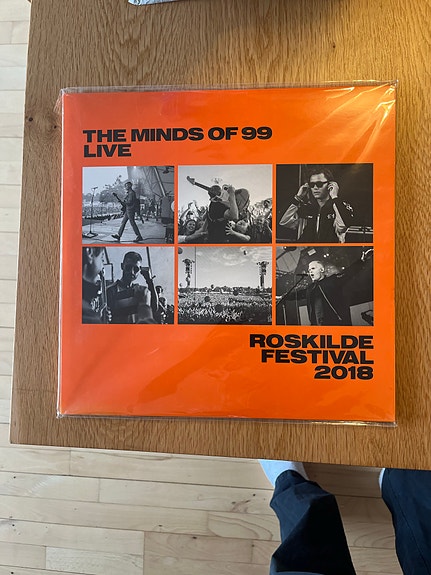 THE MINDS OF 99
LIVE
ROSKILDE
FESTIVAL
2018